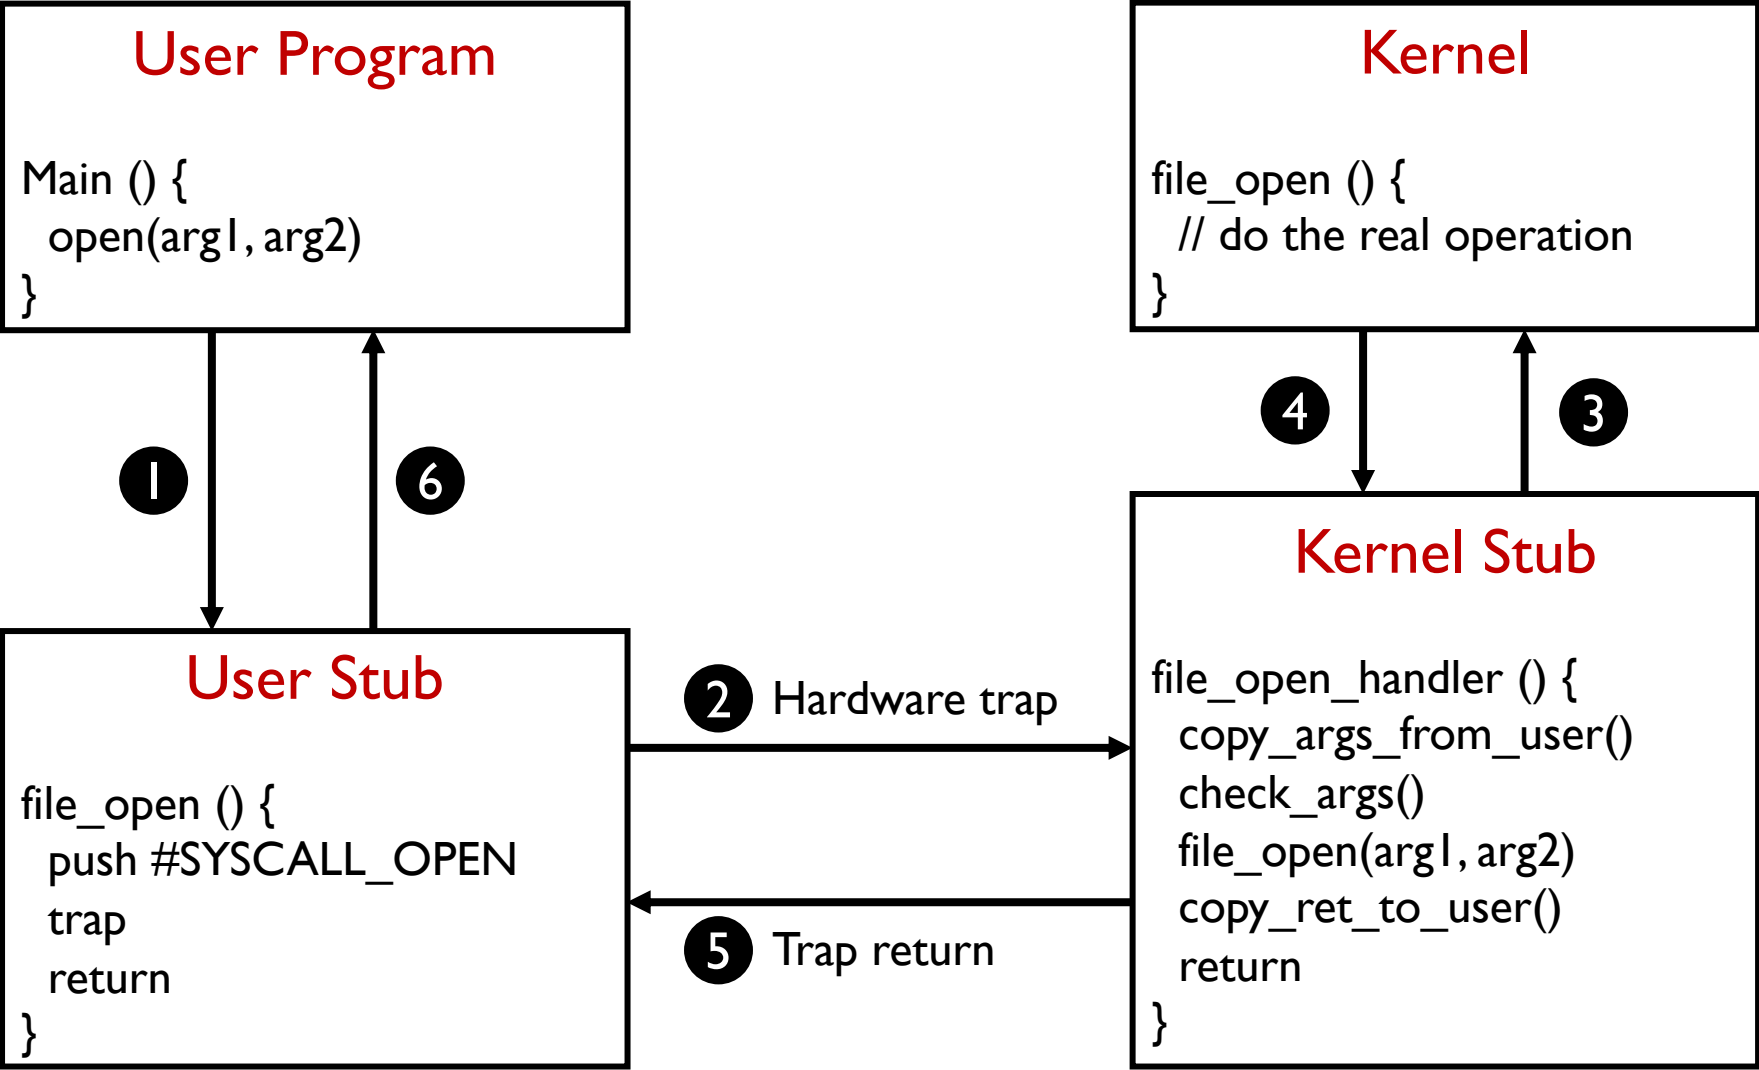 User Program
Main () {
open(arg1, arg2)
}
Kernel
file_open () {
// do the real operation
}
1
6
4
3
User Stub
file_open () {
push #SYSCALL_OPEN
trap
return
}
2 Hardware trap
5 Trap return
Kernel Stub
file_open_handler () {
copy_args_from_user()
check_args()
file_open(arg1, arg2)
copy_ret_to_user()
return
}